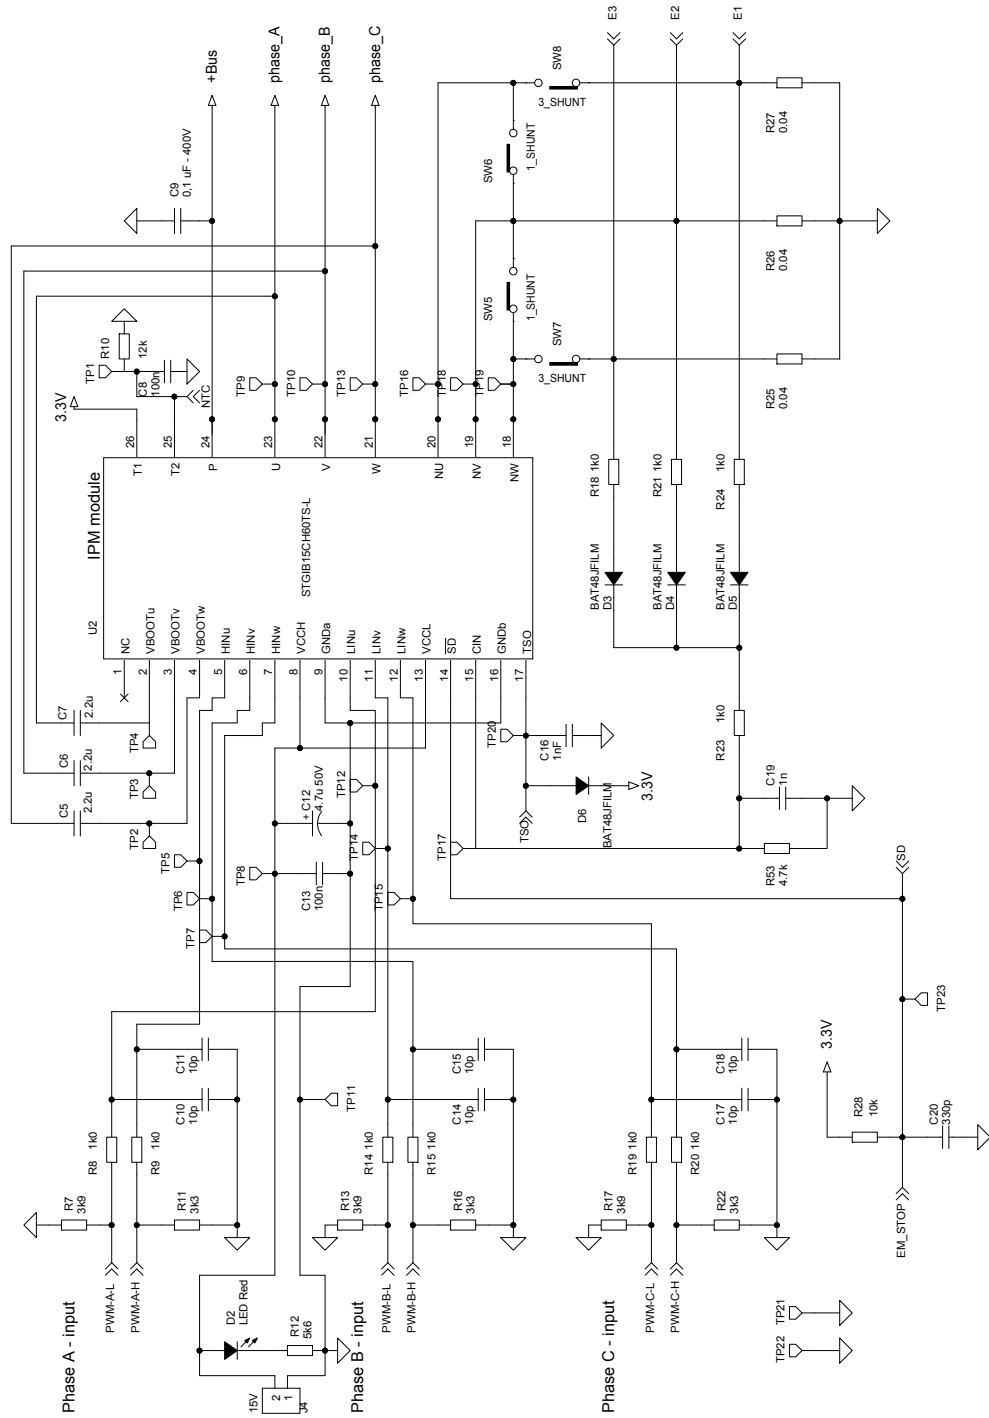 E3
E2
E1
phase_A
phase_B
phase_C
+Bus
SW8
3_SHUNT
SW6
1_SHUNT
R27
0.04
C9
0,1 uF - 400V
SW5
1_SHUNT
R26
0.04
SW7
3_SHUNT
R10
12k
TP1
C8
100n
NTC
3.3V
TP9
TP10
TP13
TP16
TP18
TP19
R25
0.04
26
25
24
23
22
21
20
19
18
T1
T2
P
U
V
W
NU
NV
NW
R18 1k0
R21 1k0
R24 1k0
IPM module
STGIB15CH60TS-L
U2
BAT48JFILM
D3
BAT48JFILM
D4
BAT48JFILM
D5
NC
VBOOTu
VBOOTv
VBOOTw
HINu
HINv
HINw
VCCH
GNDa
LINu
LINv
LINw
VCCL
SD
CIN
GNDb
TSO
1
2
3
4
5
6
7
8
9
10
11
12
13
14
15
16
17
C7
2.2u
C6
2.2u
C5
2.2u
TP4
TP3
TP2
TP20
C16
1nF
R23
1k0
TP5
TP6
TP7
TP8
C12
+
4.7u 50V
C13
100n
TP12
TP14
TP15
TP17
TSO
D6
BAT48JFILM
3.3V
C19
1n
R53
4.7k
SD
TP23
C11
10p
C10
10p
C15
10p
C14
10p
C18
10p
C17
10p
TP11
3.3V
R28
10k
C20
330p
R8 1k0
R9 1k0
R14 1k0
R15 1k0
R19 1k0
R20 1k0
R7
3k9
R11
3k3
R13
3k9
R16
3k3
R17
3k9
R22
3k3
EM_STOP
PWM-A-L
PWM-A-H
PWM-B-L
PWM-B-H
PWM-C-L
PWM-C-H
Phase A - input
Phase B - input
Phase C - input
D2
LED Red
R12
5k6
15V
2
1
J4
TP21
TP22